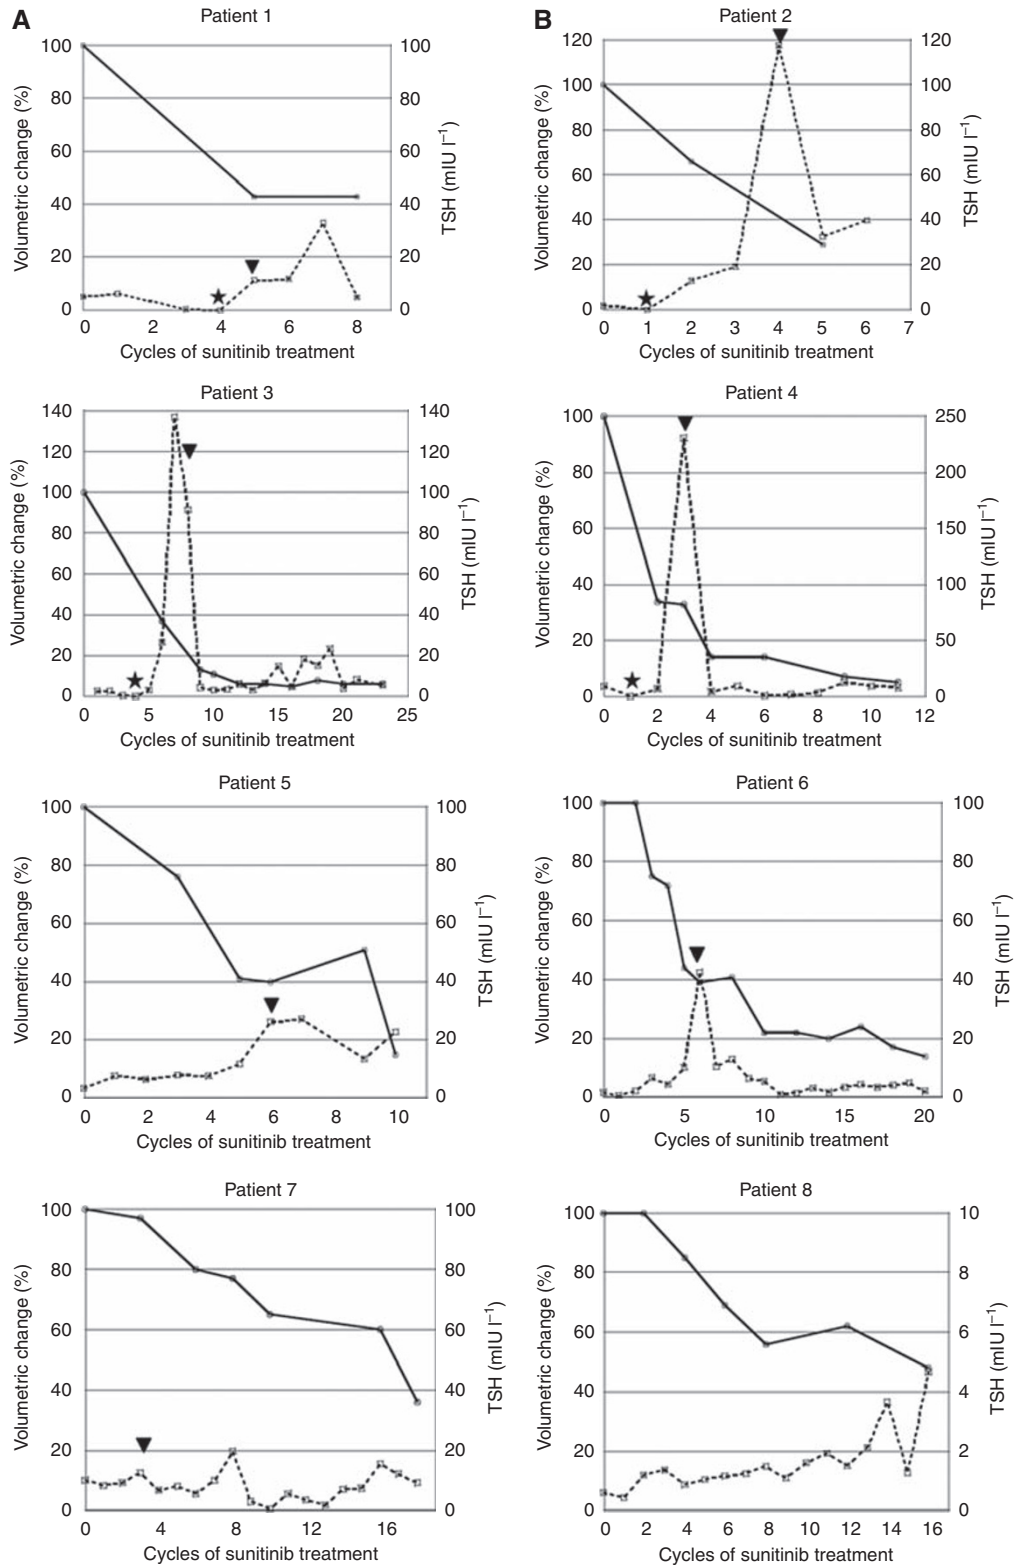 A
Patient 1
Volumetric change (%)
100
80
60
40
20
0
100
80
60
40
20
0
TSH (mIU l⁻¹)
0 2 4 6 8
Cycles of sunitinib treatment
B
Patient 2
Volumetric change (%)
120
100
80
60
40
20
0
120
100
80
60
40
20
0
TSH (mIU l⁻¹)
0 1 2 3 4 5 6 7
Cycles of sunitinib treatment
Patient 3
Volumetric change (%)
140
120
100
80
60
40
20
0
140
120
100
80
60
40
20
0
TSH (mIU l⁻¹)
0 5 10 15 20 25
Cycles of sunitinib treatment
Patient 4
Volumetric change (%)
100
80
60
40
20
0
250
200
150
100
50
0
TSH (mIU l⁻¹)
0 2 4 6 8 10 12
Cycles of sunitinib treatment
Patient 5
Volumetric change (%)
100
80
60
40
20
0
100
80
60
40
20
0
TSH (mIU l⁻¹)
0 2 4 6 8 10
Cycles of sunitinib treatment
Patient 6
Volumetric change (%)
100
80
60
40
20
0
100
80
60
40
20
0
TSH (mIU l⁻¹)
0 5 10 15 20
Cycles of sunitinib treatment
Patient 7
Volumetric change (%)
100
80
60
40
20
0
100
80
60
40
20
0
TSH (mIU l⁻¹)
0 4 8 12 16
Cycles of sunitinib treatment
Patient 8
Volumetric change (%)
100
80
60
40
20
0
10
8
6
4
2
0
TSH (mIU l⁻¹)
0 2 4 6 8 10 12 14 16
Cycles of sunitinib treatment